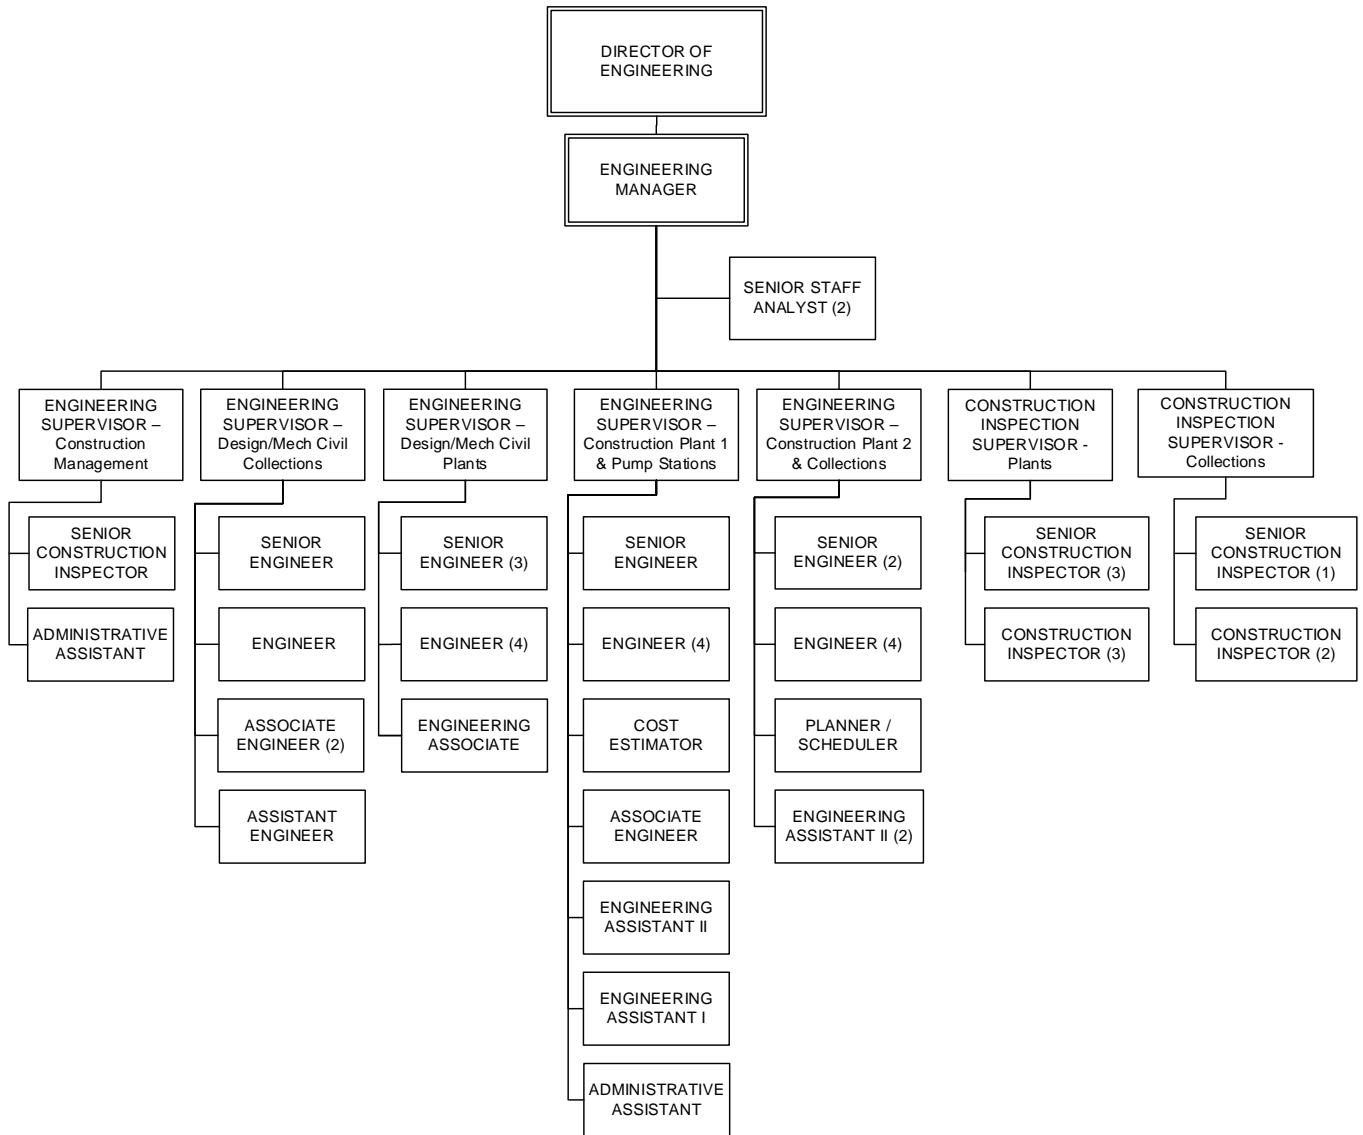 DIRECTOR OF
ENGINEERING
ENGINEERING
MANAGER
SENIOR STAFF
ANALYST (2)
ENGINEERING
SUPERVISOR –
Construction
Management
ENGINEERING
SUPERVISOR –
Design/Mech Civil
Collections
ENGINEERING
SUPERVISOR –
Design/Mech Civil
Plants
ENGINEERING
SUPERVISOR –
Construction Plant 1
& Pump Stations
ENGINEERING
SUPERVISOR –
Construction Plant 2
& Collections
CONSTRUCTION
INSPECTION
SUPERVISOR -
Plants
CONSTRUCTION
INSPECTION
SUPERVISOR -
Collections
SENIOR
CONSTRUCTION
INSPECTOR
ADMINISTRATIVE
ASSISTANT
SENIOR
ENGINEER
ENGINEER
ASSOCIATE
ENGINEER (2)
ASSISTANT
ENGINEER
SENIOR
ENGINEER (3)
ENGINEER (4)
ENGINEERING
ASSOCIATE
SENIOR
ENGINEER
ENGINEER (4)
COST
ESTIMATOR
ASSOCIATE
ENGINEER
ENGINEERING
ASSISTANT II
ENGINEERING
ASSISTANT I
ADMINISTRATIVE
ASSISTANT
SENIOR
ENGINEER (2)
ENGINEER (4)
PLANNER /
SCHEDULER
ENGINEERING
ASSISTANT II (2)
SENIOR
CONSTRUCTION
INSPECTOR (3)
CONSTRUCTION
INSPECTOR (3)
SENIOR
CONSTRUCTION
INSPECTOR (1)
CONSTRUCTION
INSPECTOR (2)